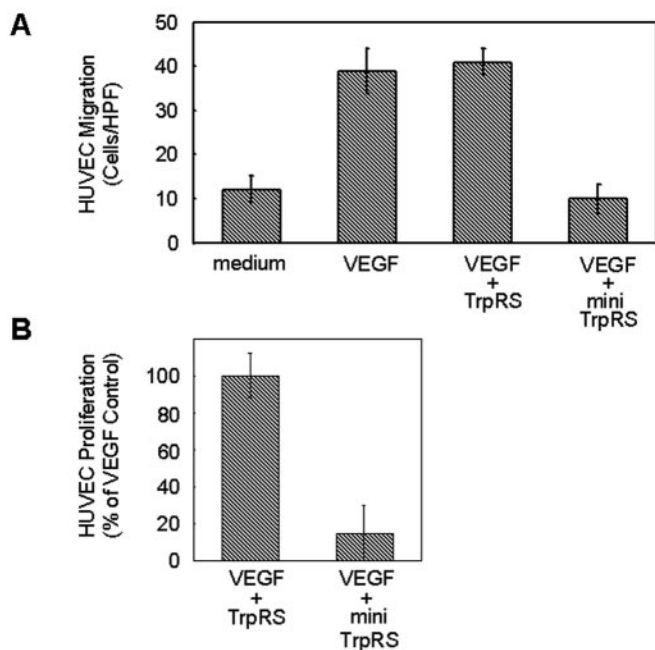 A
HUVEC Migration
(Cells/HPF)
50
40
30
20
10
0
medium
VEGF
VEGF
+
TrpRS
VEGF
+
mini
TrpRS
B
HUVEC Proliferation
(% of VEGF Control)
100
80
60
40
20
0
VEGF
+
TrpRS
VEGF
+
mini
TrpRS